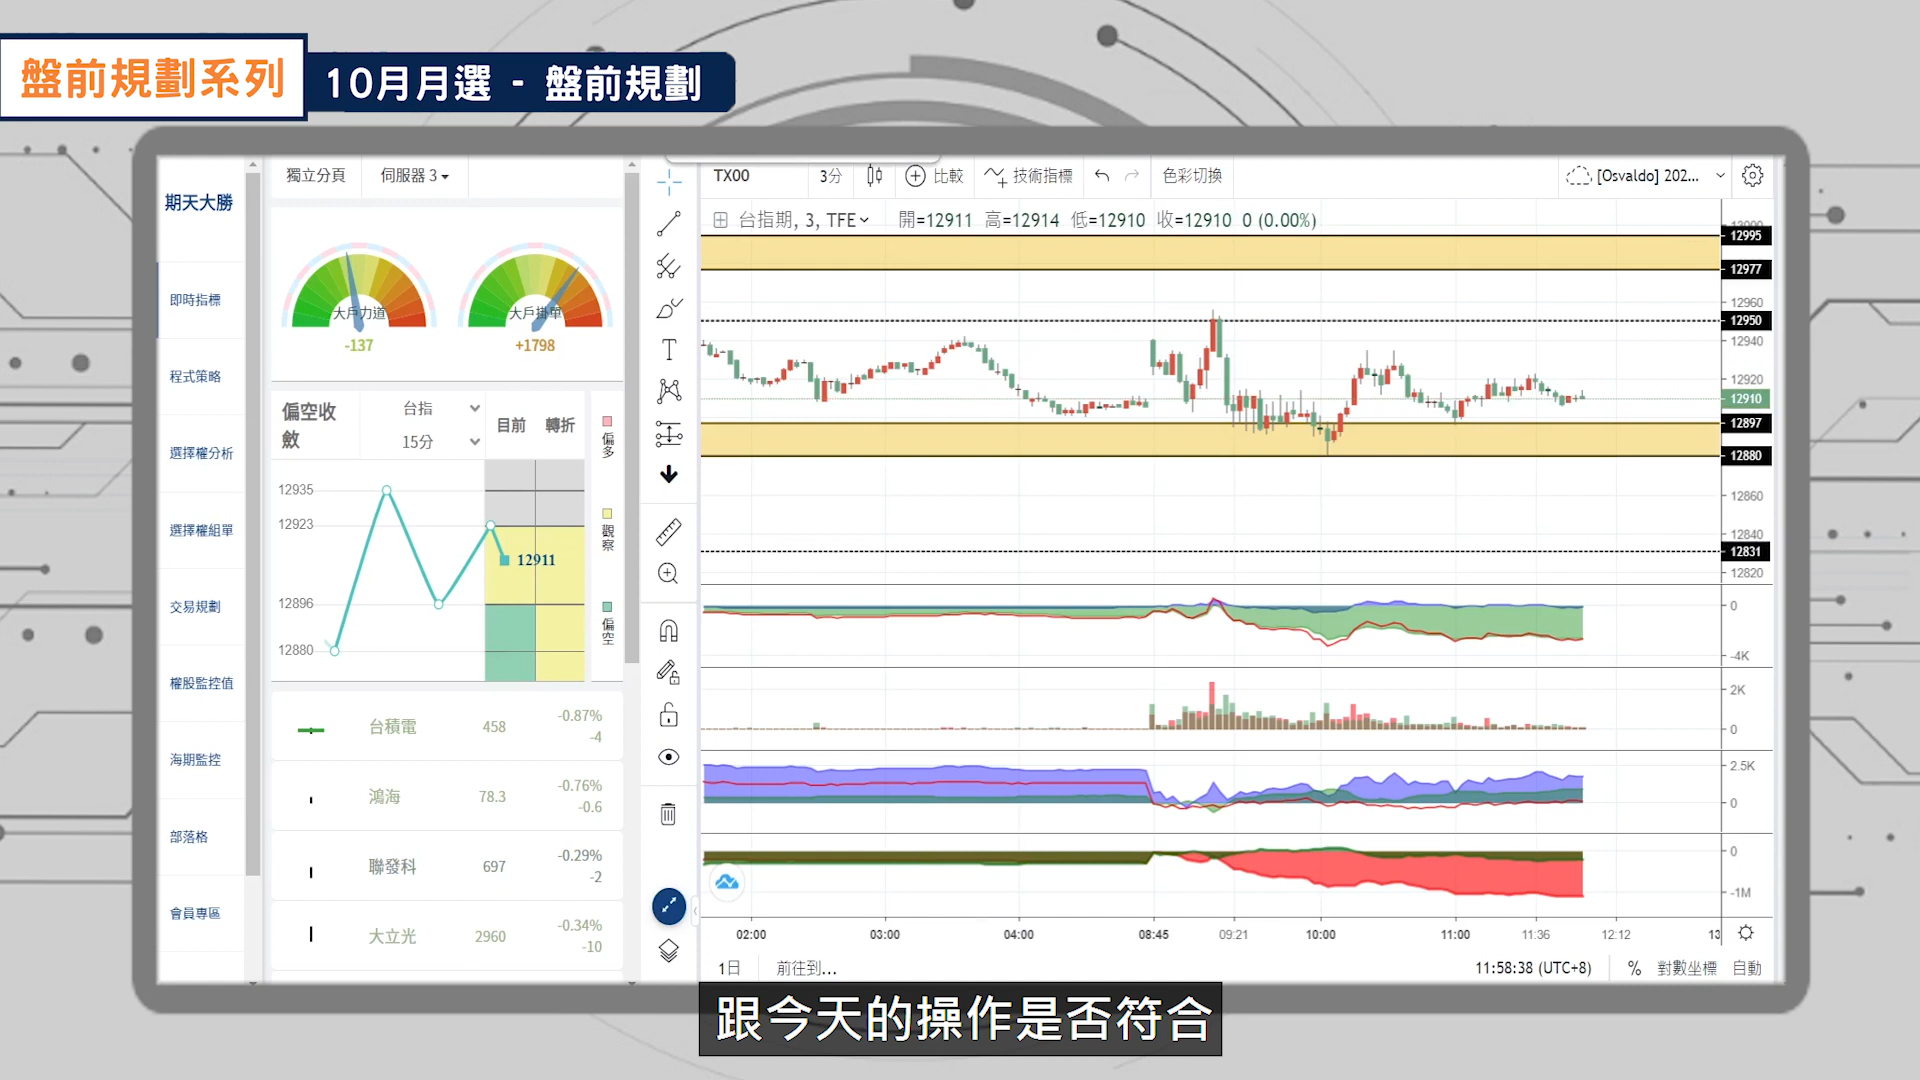 盤前規劃系列
10月月選 - 盤前規劃
期天大勝
即時指標
程式策略
選擇權分析
選擇權組單
交易規劃
權股監控值
海期監控
部落格
會員專區
獨立分頁
伺服器 3
大戶力道
-137
大戶掛單
+1798
偏空收斂
台指
15分
目前
轉折
偏多
觀察
偏空
12935
12923
12896
12880
12911
台積電 458 -0.87% -4
鴻海 78.3 -0.76% -0.6
聯發科 697 -0.29% -2
大立光 2960 -0.34% -10
TX00
3分
比較
技術指標
色彩切換
[Osvaldo] 202...
台指期, 3, TFE
開=12911 高=12914 低=12910 收=12910 0 (0.00%)
12995
12977
12960
12950
12940
12920
12910
12897
12880
12860
12840
12831
12820
0
-4K
2K
0
2.5K
0
0
-1M
02:00 03:00 04:00 08:45 09:21 10:00 11:00 11:36 12:12 13
1日
前往到...
11:58:38 (UTC+8)
%
對數坐標
自動
跟今天的操作是否符合